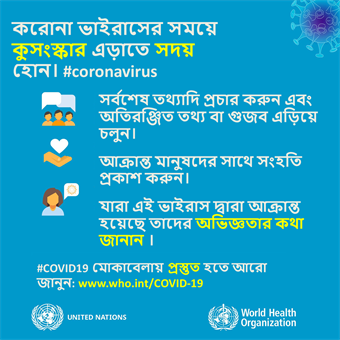 করোনা ভাইরাসের সময়ে
কুসংস্কার এড়াতে সদয়
হোন। #coronavirus
সর্বশেষ তথ্যাদি প্রচার করুন এবং
অতিরঞ্জিত তথ্য বা গুজব এড়িয়ে
চলুন।
আক্রান্ত মানুষদের সাথে সংহতি
প্রকাশ করুন।
যারা এই ভাইরাস দ্বারা আক্রান্ত
হয়েছে তাদের অভিজ্ঞতার কথা
জানান ।
#COVID19 মোকাবেলায় প্রস্তুত হতে আরো
জানুন: www.who.int/COVID-19
UNITED NATIONS
World Health
Organization